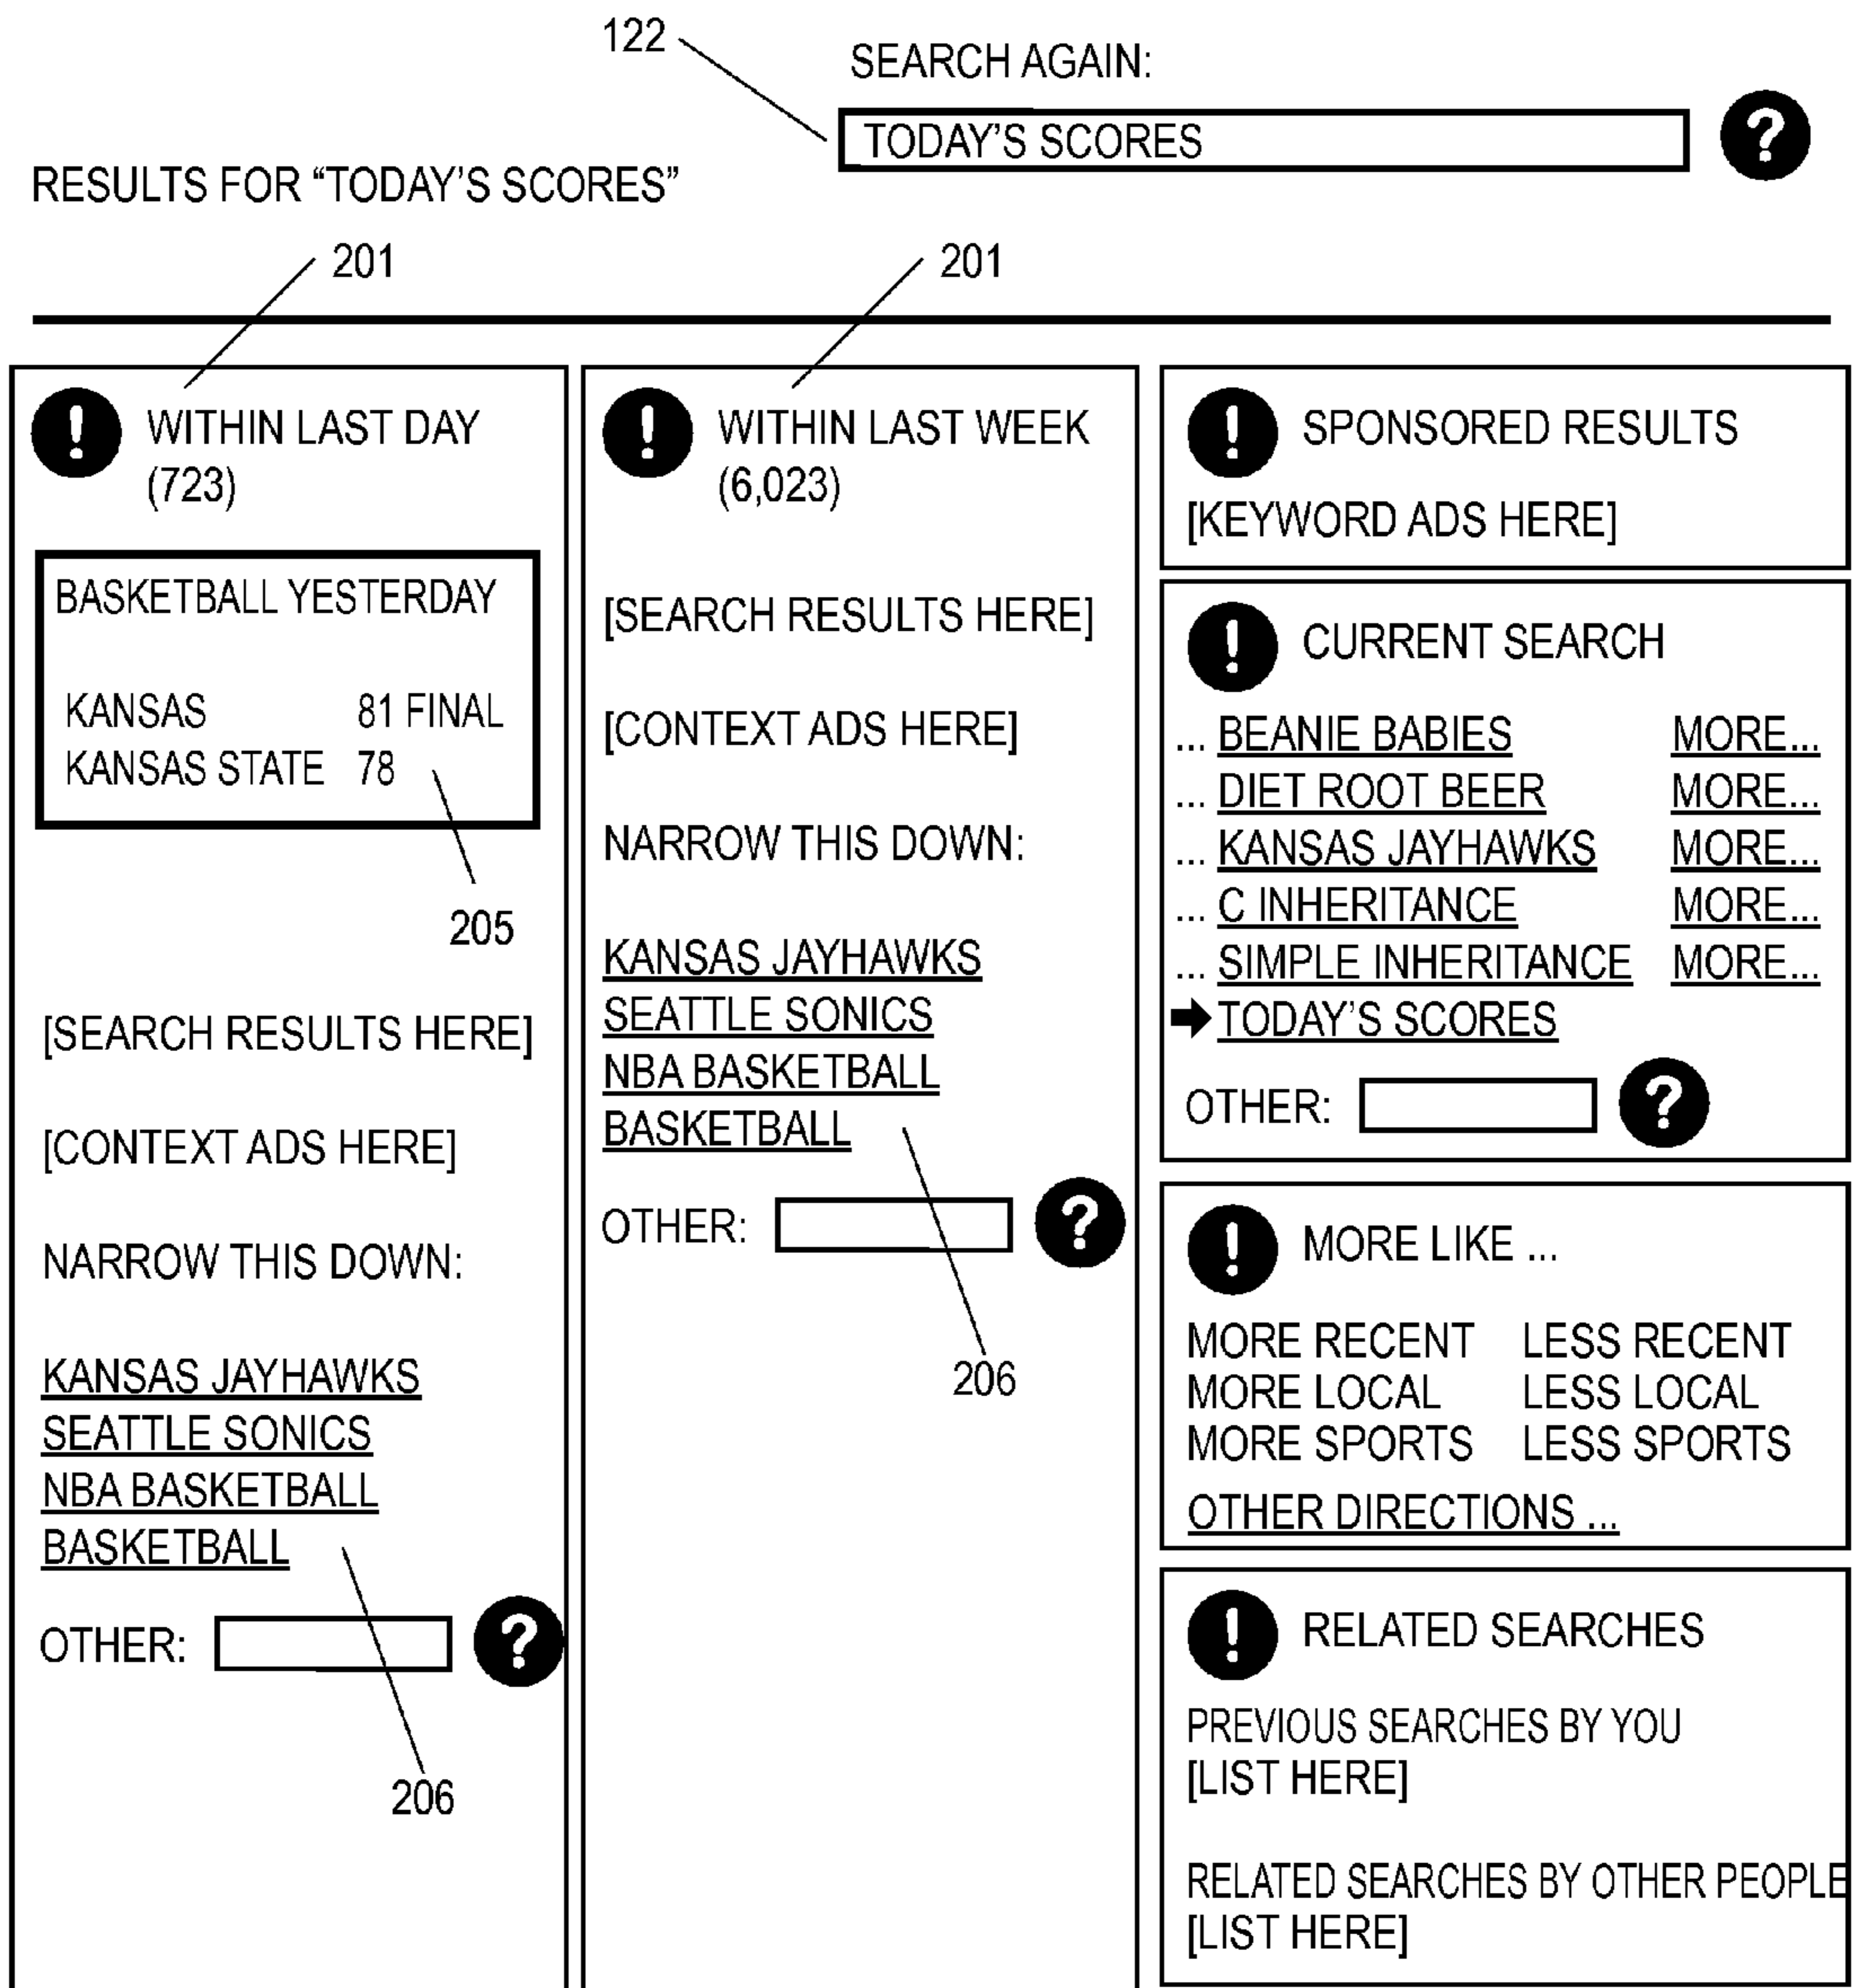 122
SEARCH AGAIN:
TODAY'S SCORES
?
RESULTS FOR “TODAY'S SCORES”
201
201
! WITHIN LAST DAY
(723)
BASKETBALL YESTERDAY
KANSAS 81 FINAL
KANSAS STATE 78
205
[SEARCH RESULTS HERE]
[CONTEXT ADS HERE]
NARROW THIS DOWN:
KANSAS JAYHAWKS
SEATTLE SONICS
NBA BASKETBALL
BASKETBALL
OTHER: ?
206
! WITHIN LAST WEEK
(6,023)
[SEARCH RESULTS HERE]
[CONTEXT ADS HERE]
NARROW THIS DOWN:
KANSAS JAYHAWKS
SEATTLE SONICS
NBA BASKETBALL
BASKETBALL
OTHER: ?
206
! SPONSORED RESULTS
[KEYWORD ADS HERE]
! CURRENT SEARCH
... BEANIE BABIES MORE...
... DIET ROOT BEER MORE...
... KANSAS JAYHAWKS MORE...
... C INHERITANCE MORE...
... SIMPLE INHERITANCE MORE...
TODAY'S SCORES
OTHER: ?
! MORE LIKE ...
MORE RECENT LESS RECENT
MORE LOCAL LESS LOCAL
MORE SPORTS LESS SPORTS
OTHER DIRECTIONS ...
! RELATED SEARCHES
PREVIOUS SEARCHES BY YOU
[LIST HERE]
RELATED SEARCHES BY OTHER PEOPLE
[LIST HERE]